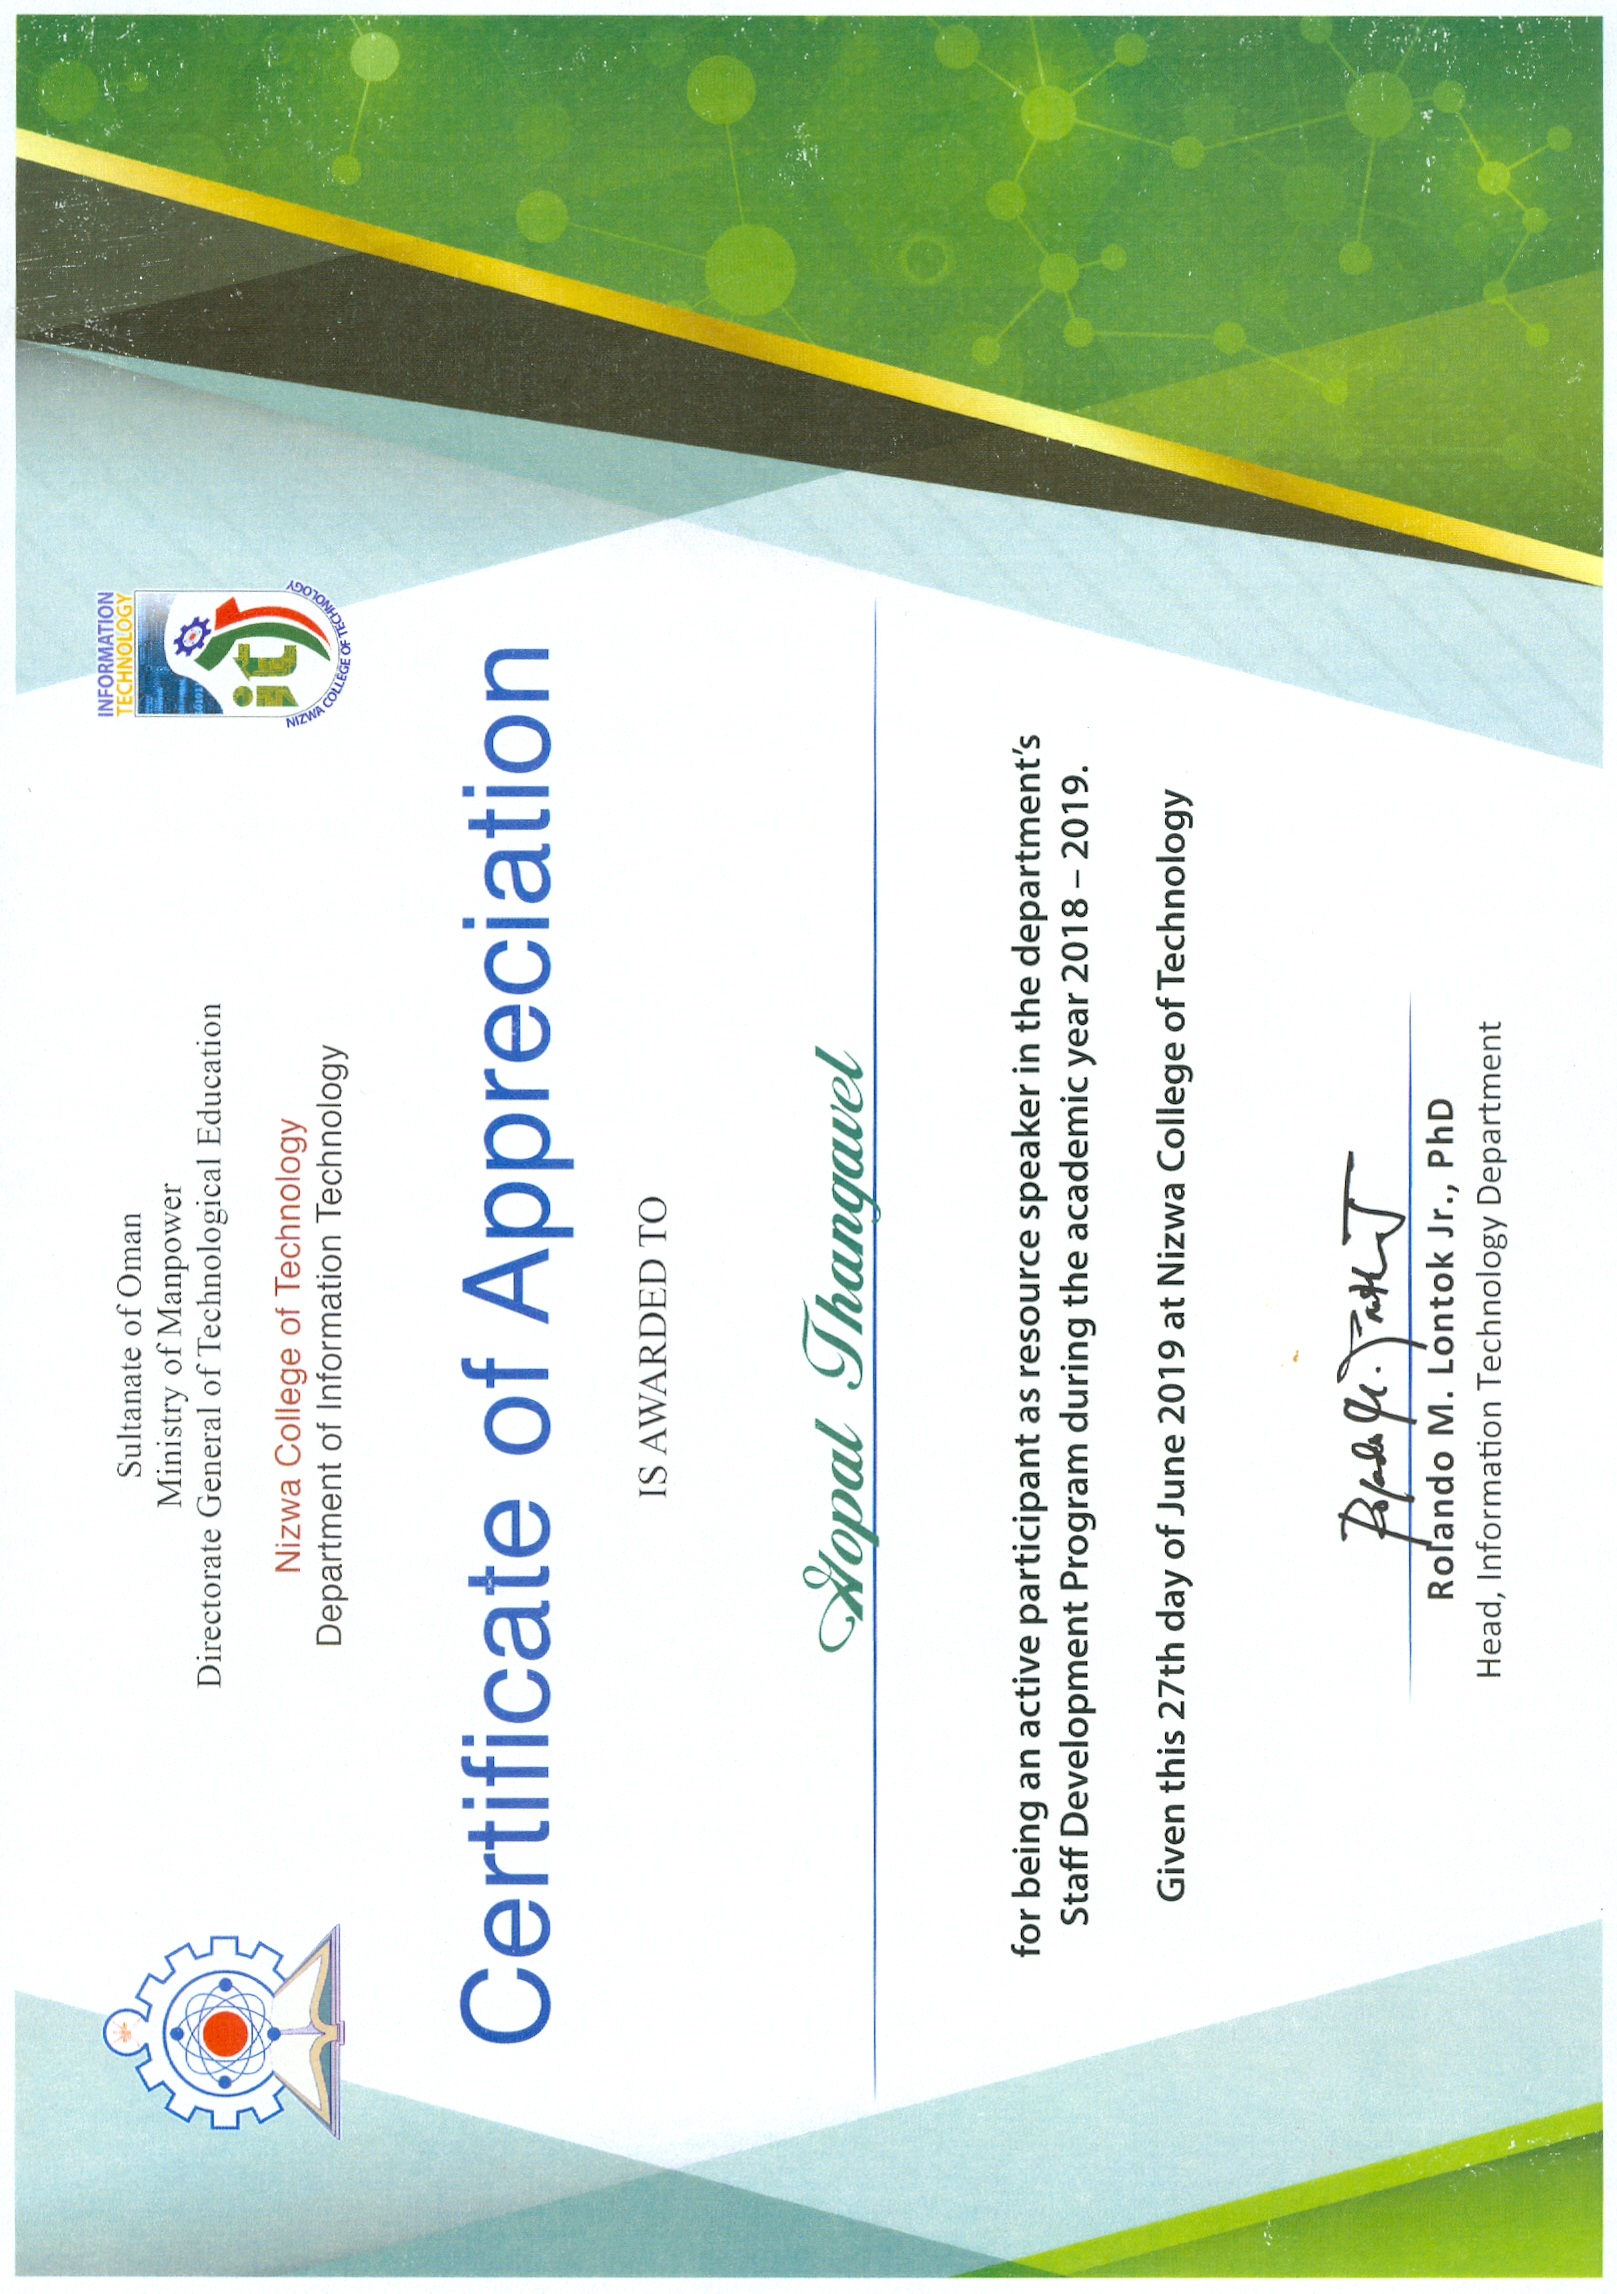 Sultanate of Oman
Ministry of Manpower
Directorate General of Technological Education
Nizwa College of Technology
Department of Information Technology
INFORMATION
TECHNOLOGY
it
NIZWA COLLEGE OF TECHNOLOGY
Certificate of Appreciation
IS AWARDED TO
Gopal Thangavel
for being an active participant as resource speaker in the department’s
Staff Development Program during the academic year 2018 – 2019.
Given this 27th day of June 2019 at Nizwa College of Technology
Rolando M. Lontok Jr., PhD
Head, Information Technology Department